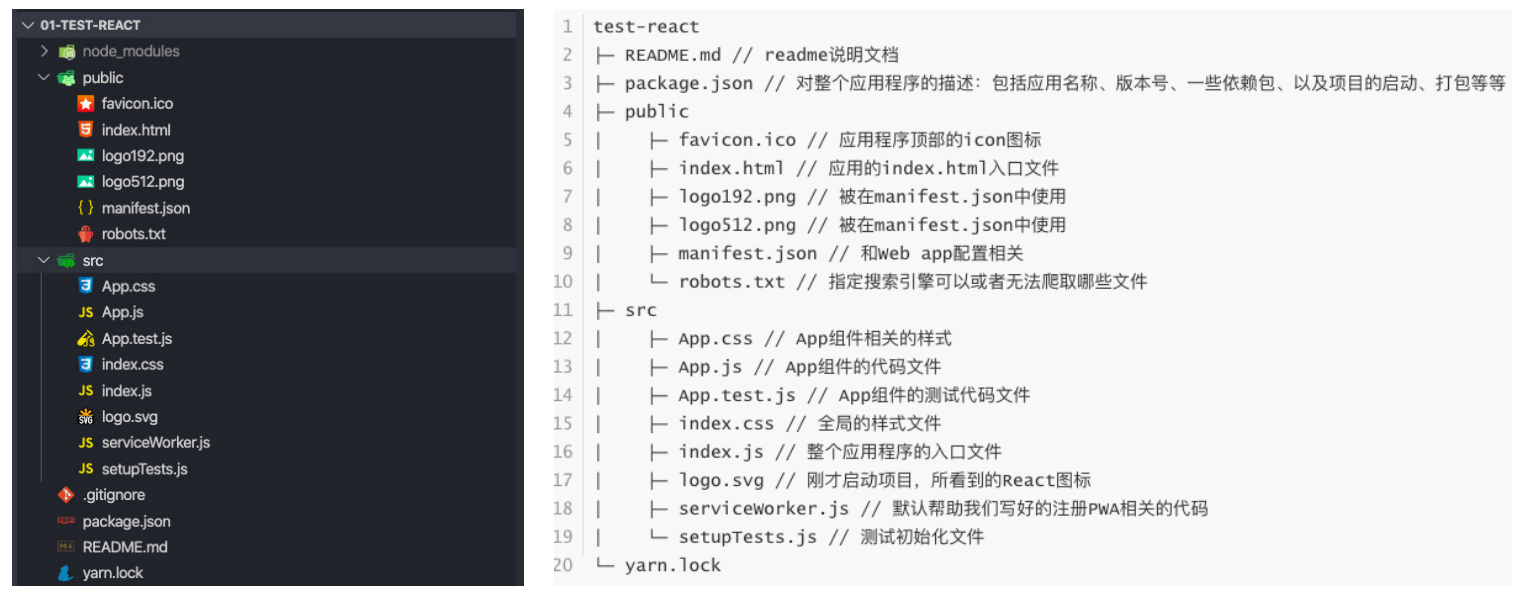 01-TEST-REACT
node_modules
public
favicon.ico
index.html
logo192.png
logo512.png
manifest.json
robots.txt
src
App.css
App.js
App.test.js
index.css
index.js
logo.svg
serviceWorker.js
setupTests.js
.gitignore
package.json
README.md
yarn.lock
1 test-react
2 ├─ README.md // readme说明文档
3 ├─ package.json // 对整个应用程序的描述：包括应用名称、版本号、一些依赖包、以及项目的启动、打包等等
4 ├─ public
5 |    ├─ favicon.ico // 应用程序顶部的icon图标
6 |    ├─ index.html // 应用的index.html入口文件
7 |    ├─ logo192.png // 被在manifest.json中使用
8 |    ├─ logo512.png // 被在manifest.json中使用
9 |    ├─ manifest.json // 和Web app配置相关
10 |    └─ robots.txt // 指定搜索引擎可以或者无法爬取哪些文件
11 ├─ src
12 |    ├─ App.css // App组件相关的样式
13 |    ├─ App.js // App组件的代码文件
14 |    ├─ App.test.js // App组件的测试代码文件
15 |    ├─ index.css // 全局的样式文件
16 |    ├─ index.js // 整个应用程序的入口文件
17 |    ├─ logo.svg // 刚才启动项目，所看到的React图标
18 |    ├─ serviceWorker.js // 默认帮助我们写好的注册PWA相关的代码
19 |    └─ setupTests.js // 测试初始化文件
20 └─ yarn.lock